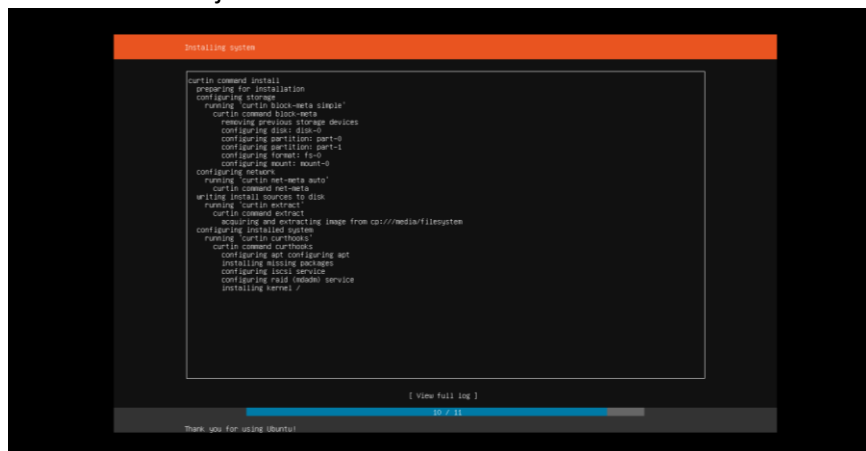 Installing system
curtin command install
preparing for installation
configuring storage
running 'curtin block-meta simple'
curtin command block-meta
removing previous storage devices
configuring disk: disk-0
configuring partition: part-0
configuring partition: part-1
configuring format: fs-0
configuring mount: mount-0
configuring network
running 'curtin net-meta auto'
curtin command net-meta
writing install sources to disk
running 'curtin extract'
curtin command extract
acquiring and extracting image from cp:///media/filesystem
configuring installed system
running 'curtin curthooks'
curtin command curthooks
configuring apt configuring apt
installing missing packages
configuring iscsi service
configuring raid (mdadm) service
installing kernel /
[ View full log ]
10 / 11
Thank you for using Ubuntu!